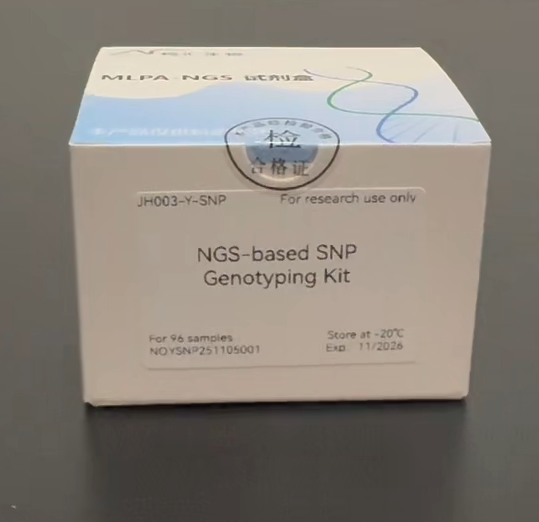 MLPA-NGS 试剂盒
检
合格证
JH003-Y-SNP
For research use only
NGS-based SNP
Genotyping Kit
For 96 samples
NOYSNP251105001
Store at -20℃
Exp 11/2026